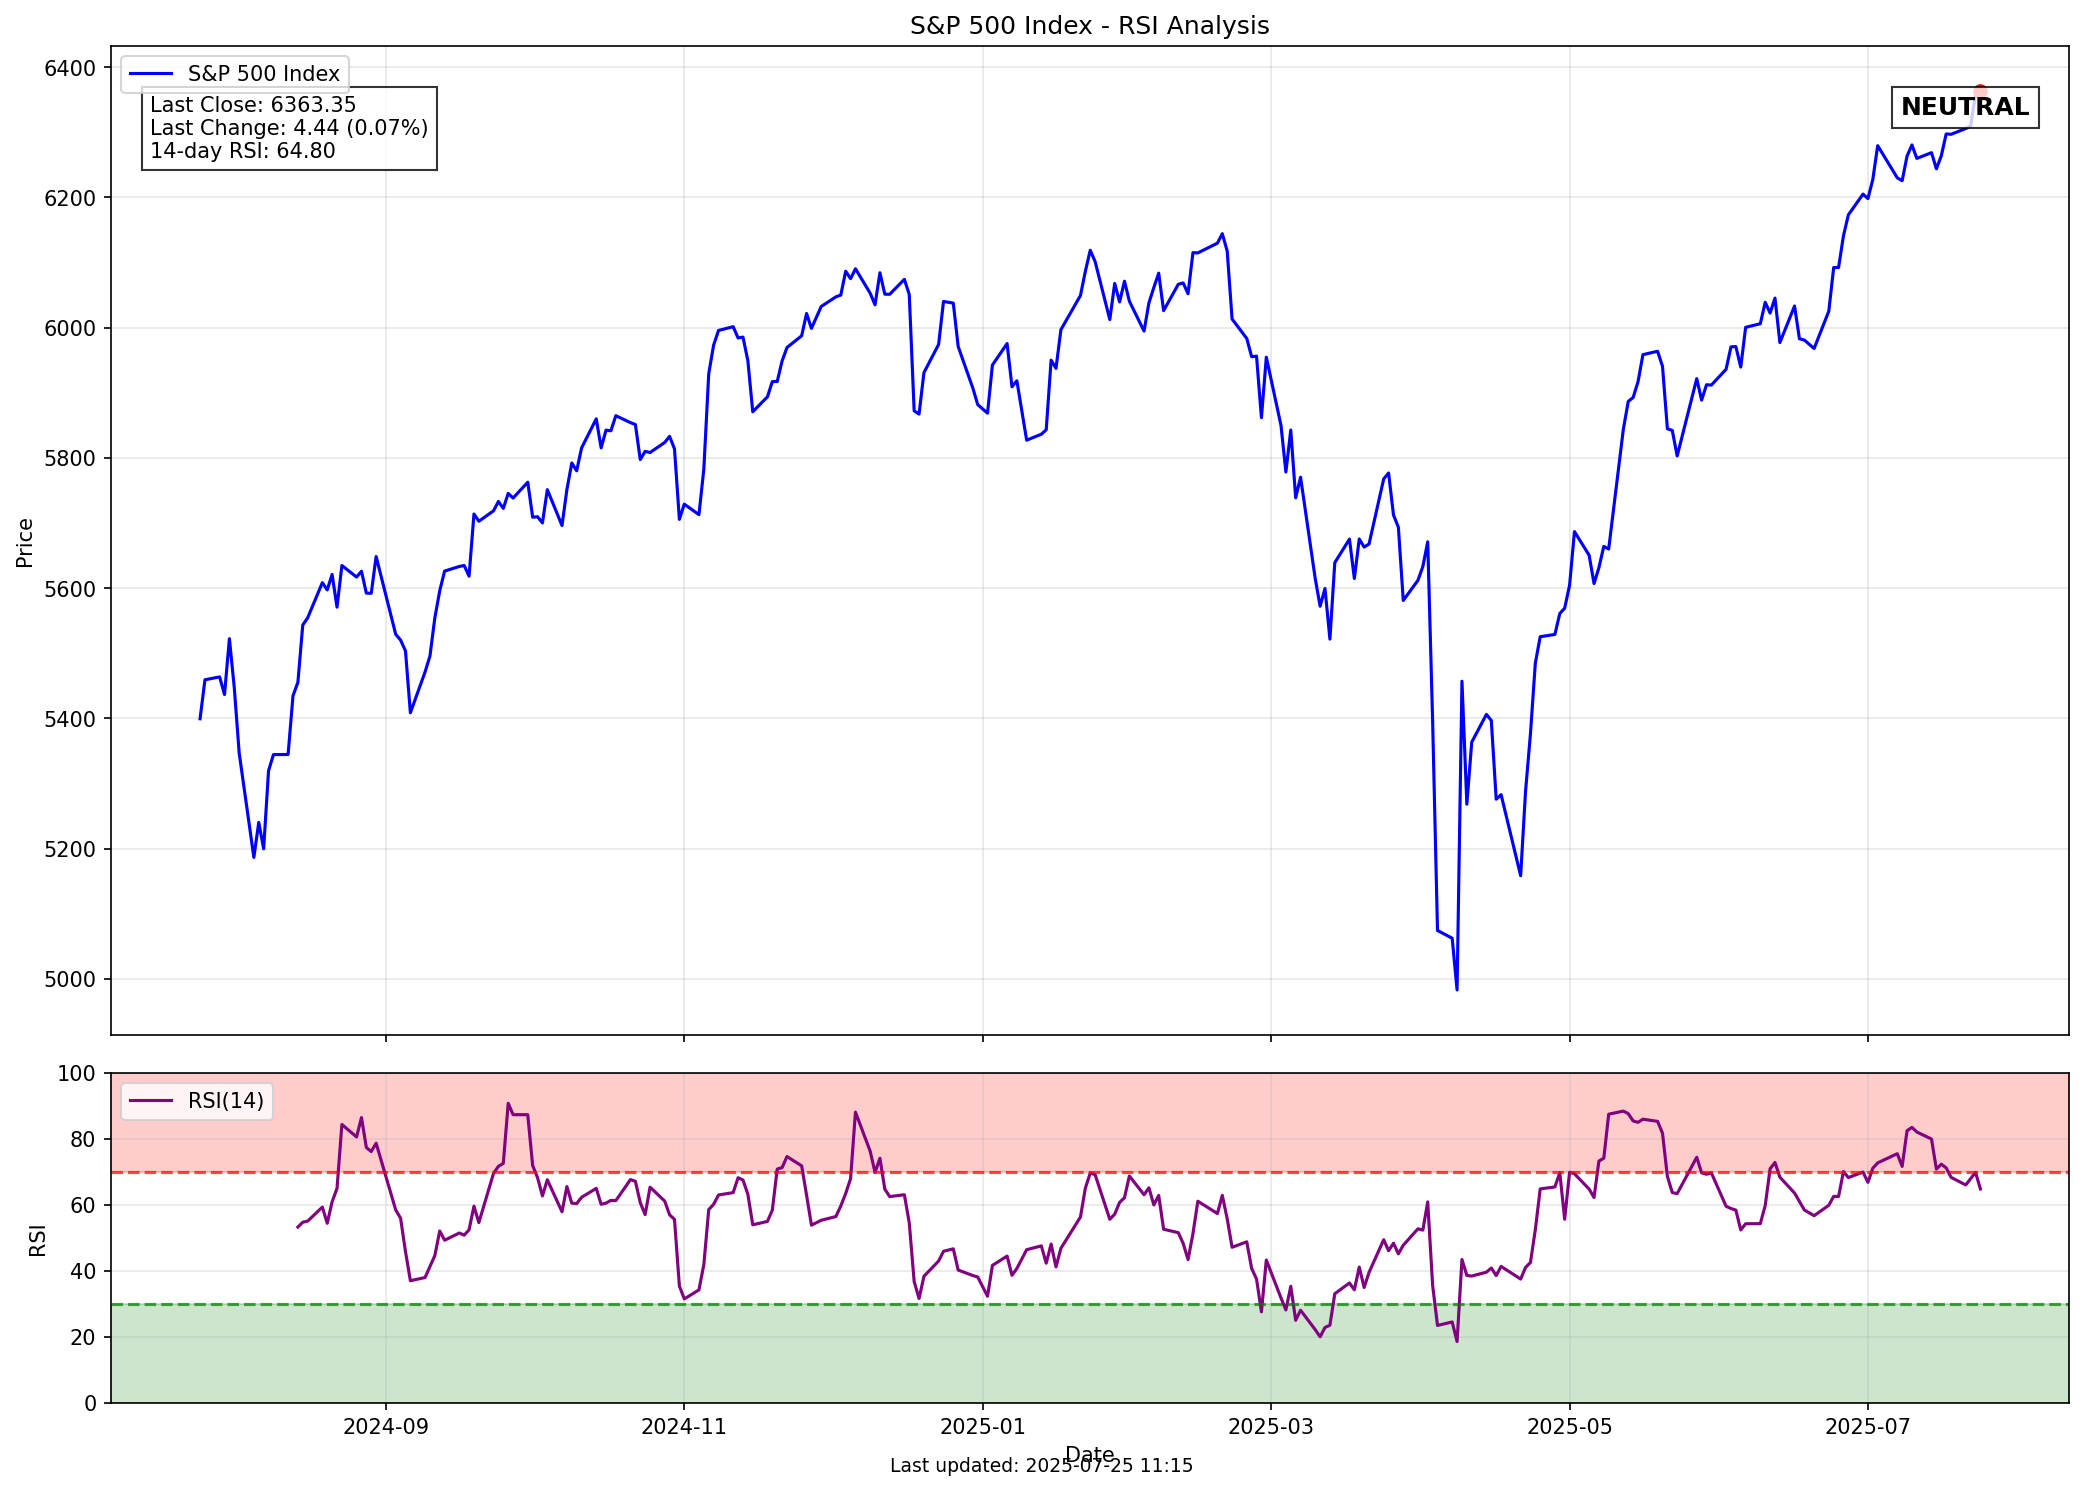 S&P 500 Index - RSI Analysis
S&P 500 Index
Last Close: 6363.35
Last Change: 4.44 (0.07%)
14-day RSI: 64.80
NEUTRAL
Price
6400
6200
6000
5800
5600
5400
5200
5000
RSI(14)
RSI
100
80
60
40
20
0
2024-09
2024-11
2025-01
2025-03
2025-05
2025-07
Date
Last updated: 2025-07-25 11:15